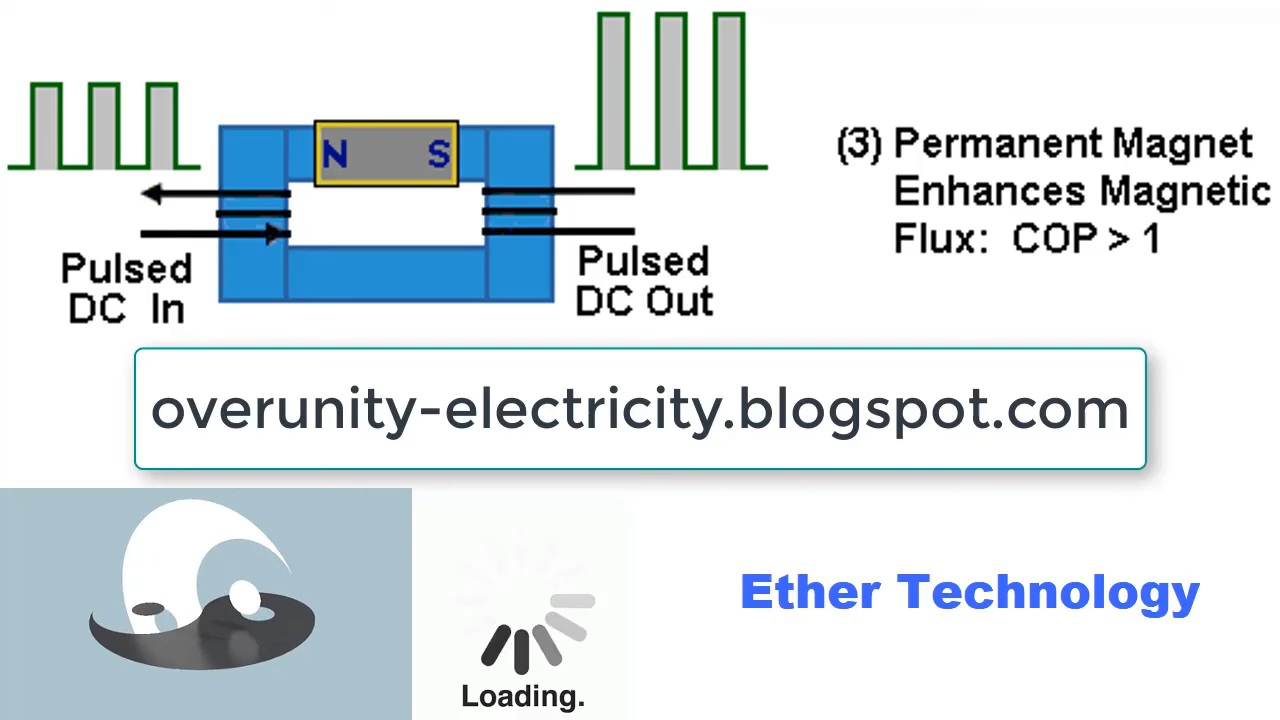 N S
(3) Permanent Magnet
Enhances Magnetic
Flux: COP > 1
Pulsed
DC In
Pulsed
DC Out
overunity-electricity.blogspot.com
Loading.
Ether Technology